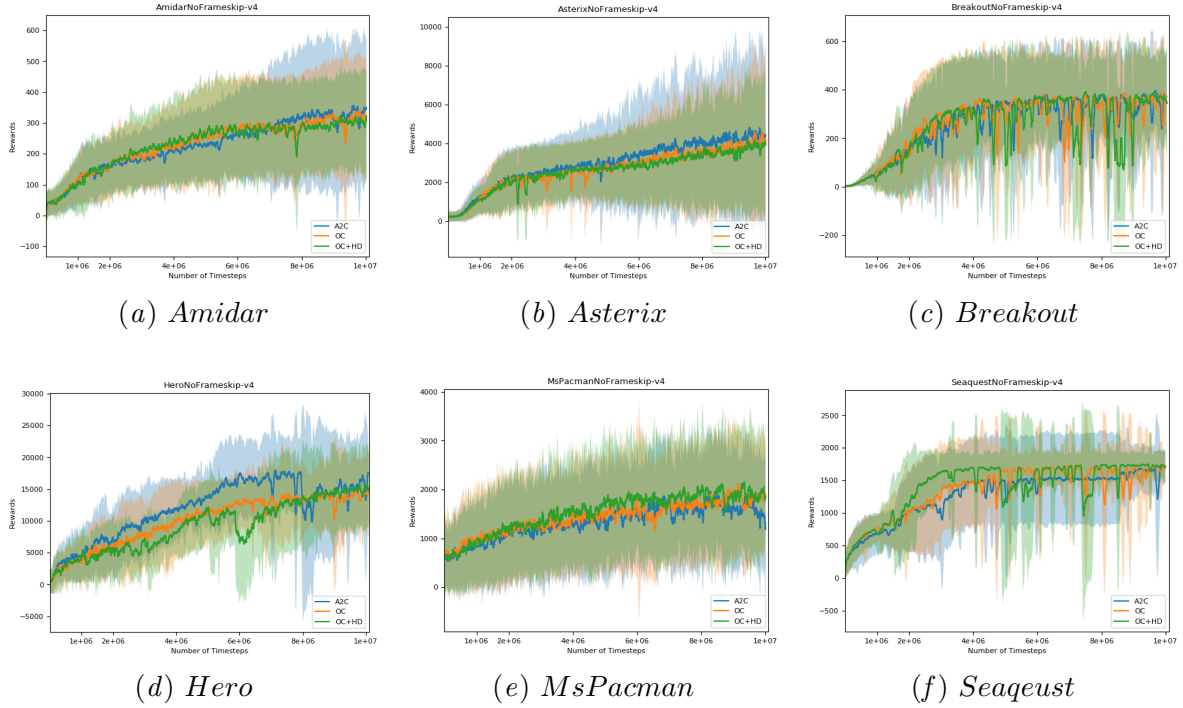 AmidarNoFrameskip-v4
600
500
400
300
200
100
0
−100
Rewards
A2C
OC
OC+HD
1e+06 2e+06 4e+06 6e+06 8e+06 1e+07
Number of Timesteps
(a) Amidar
AsterixNoFrameskip-v4
10000
8000
6000
4000
2000
0
Rewards
A2C
OC
OC+HD
1e+06 2e+06 4e+06 6e+06 8e+06 1e+07
Number of Timesteps
(b) Asterix
BreakoutNoFrameskip-v4
600
400
200
0
−200
Rewards
A2C
OC
OC+HD
1e+06 2e+06 4e+06 6e+06 8e+06 1e+07
Number of Timesteps
(c) Breakout
HeroNoFrameskip-v4
30000
25000
20000
15000
10000
5000
0
−5000
Rewards
A2C
OC
OC+HD
1e+06 2e+06 4e+06 6e+06 8e+06 1e+07
Number of Timesteps
(d) Hero
MsPacmanNoFrameskip-v4
4000
3000
2000
1000
0
Rewards
A2C
OC
OC+HD
1e+06 2e+06 4e+06 6e+06 8e+06 1e+07
Number of Timesteps
(e) MsPacman
SeaquestNoFrameskip-v4
2500
2000
1500
1000
500
0
−500
Rewards
A2C
OC
OC+HD
1e+06 2e+06 4e+06 6e+06 8e+06 1e+07
Number of Timesteps
(f) Seaqeust